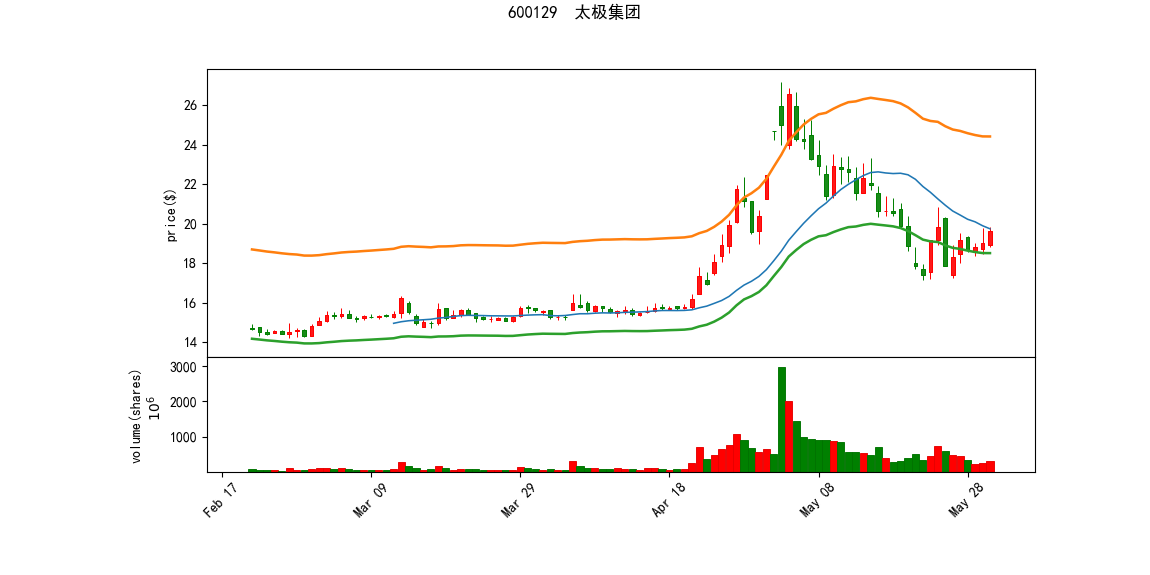 600129 太极集团
price($)
26
24
22
20
18
16
14
volume(shares)
10^6
3000
2000
1000
Feb 17
Mar 09
Mar 29
Apr 18
May 08
May 28